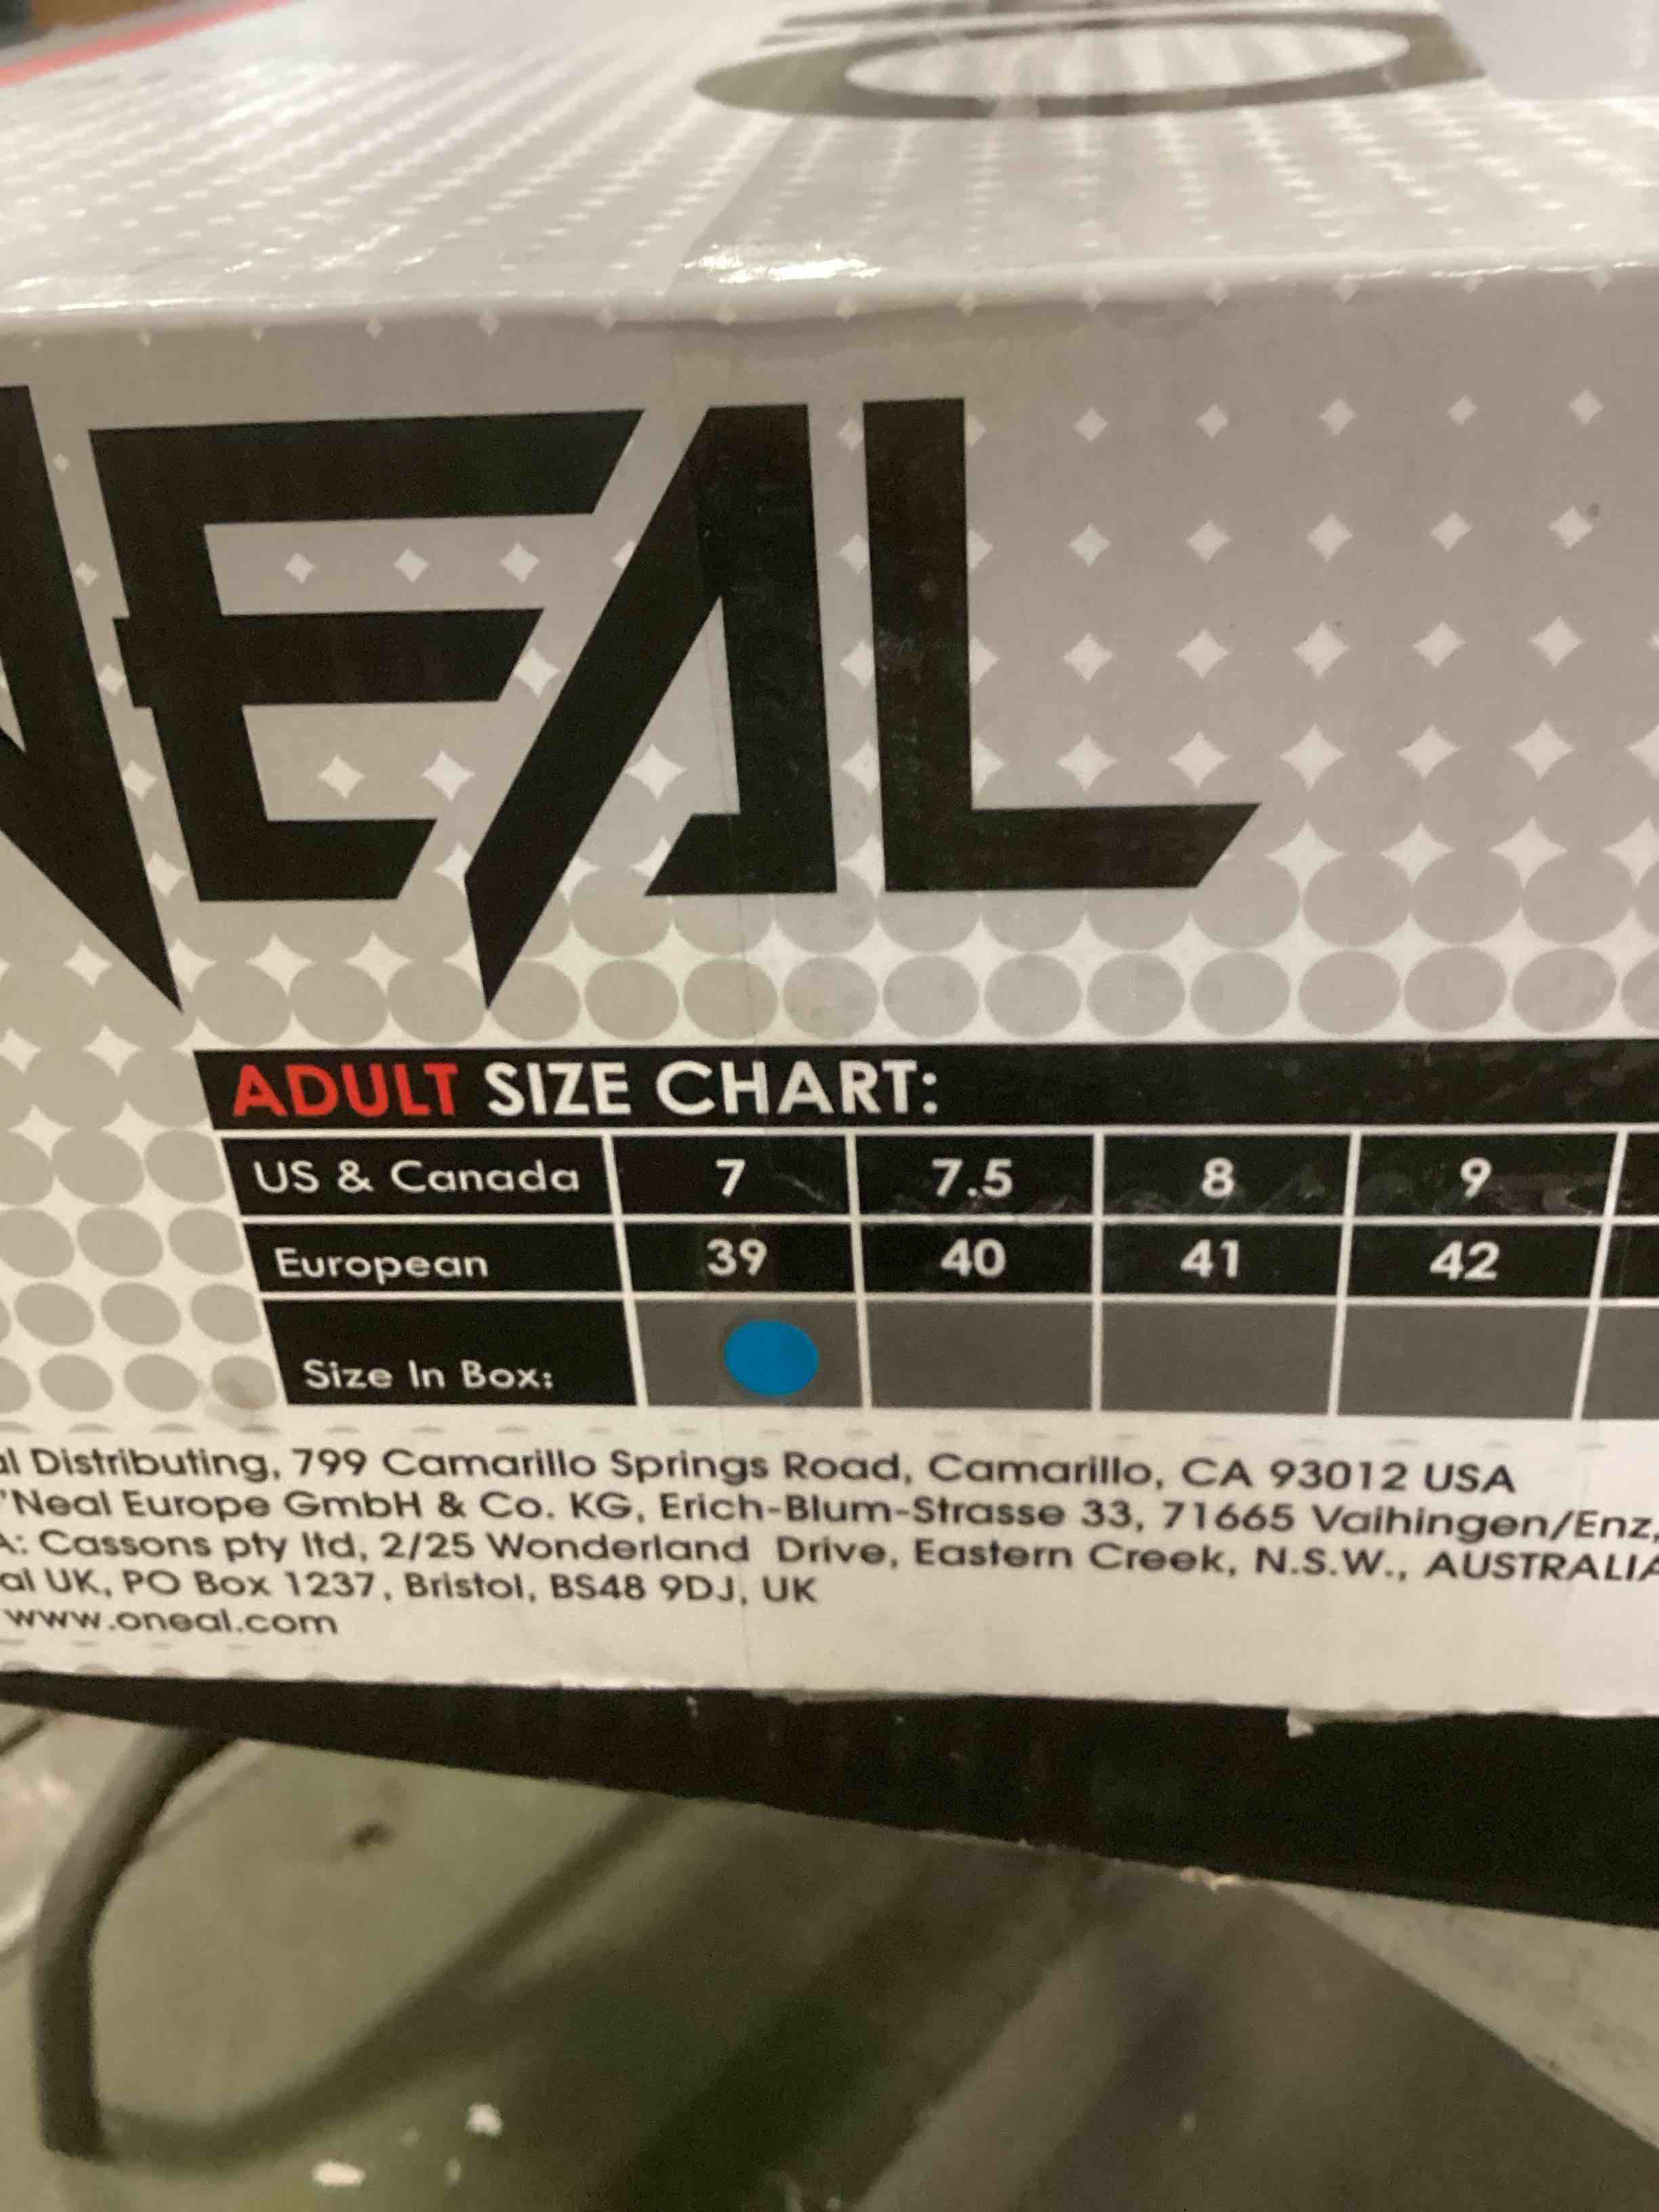 NEAL
ADULT SIZE CHART:
US & Canada 7 7.5 8 9
European 39 40 41 42
Size In Box:
al Distributing, 799 Camarillo Springs Road, Camarillo, CA 93012 USA
'Neal Europe GmbH & Co. KG, Erich-Blum-Strasse 33, 71665 Vaihingen/Enz,
A: Cassons pty ltd, 2/25 Wonderland Drive, Eastern Creek, N.S.W., AUSTRALIA
al UK, PO Box 1237, Bristol, BS48 9DJ, UK
www.oneal.com